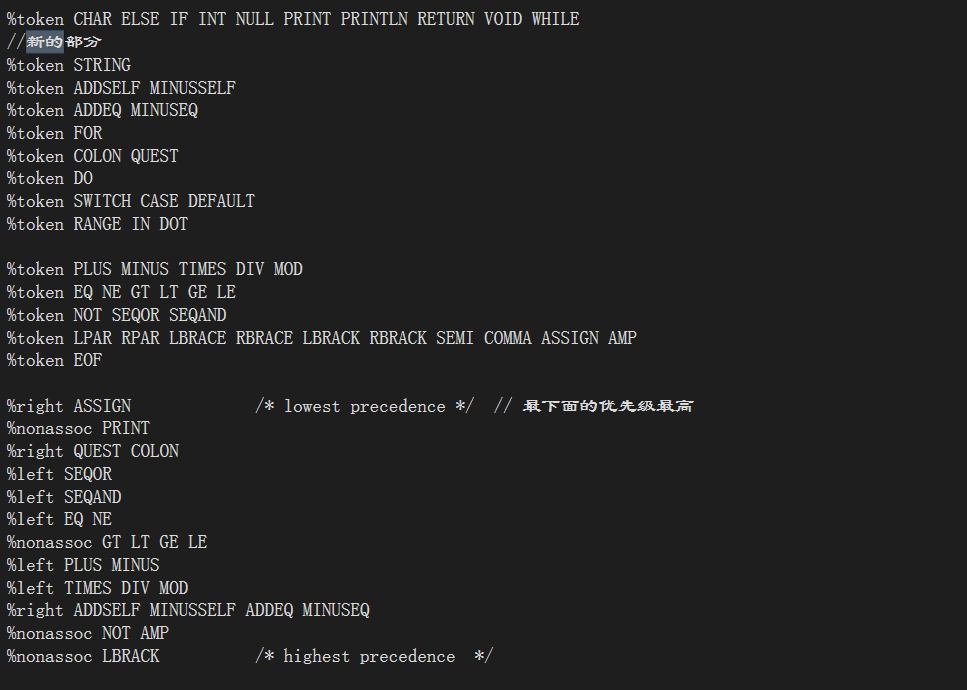 %token CHAR ELSE IF INT NULL PRINT PRINTLN RETURN VOID WHILE
//新的部分
%token STRING
%token ADDSELF MINUSSELF
%token ADDEQ MINUSEQ
%token FOR
%token COLON QUEST
%token DO
%token SWITCH CASE DEFAULT
%token RANGE IN DOT
%token PLUS MINUS TIMES DIV MOD
%token EQ NE GT LT GE LE
%token NOT SEQOR SEQAND
%token LPAR RPAR LBRACE RBRACE LBRACK RBRACK SEMI COMMA ASSIGN AMP
%token EOF
%right ASSIGN             /* lowest precedence */  // 最下面的优先级最高
%nonassoc PRINT
%right QUEST COLON
%left SEQOR
%left SEQAND
%left EQ NE
%nonassoc GT LT GE LE
%left PLUS MINUS
%left TIMES DIV MOD
%right ADDSELF MINUSSELF ADDEQ MINUSEQ
%nonassoc NOT AMP
%nonassoc LBRACK          /* highest precedence  */